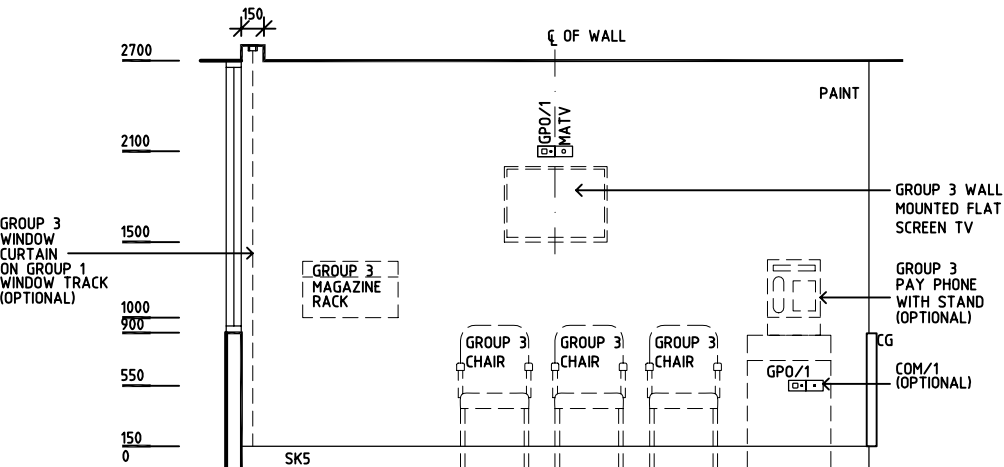 150
2700
℄ OF WALL
PAINT
GPO/1
MATV
2100
GROUP 3 WALL
MOUNTED FLAT
SCREEN TV
1500
GROUP 3
WINDOW
CURTAIN
ON GROUP 1
WINDOW TRACK
(OPTIONAL)
GROUP 3
MAGAZINE
RACK
GROUP 3
PAY PHONE
WITH STAND
(OPTIONAL)
1000
900
GROUP 3
CHAIR
GROUP 3
CHAIR
GROUP 3
CHAIR
CG
GPO/1
COM/1
(OPTIONAL)
550
150
0
SK5